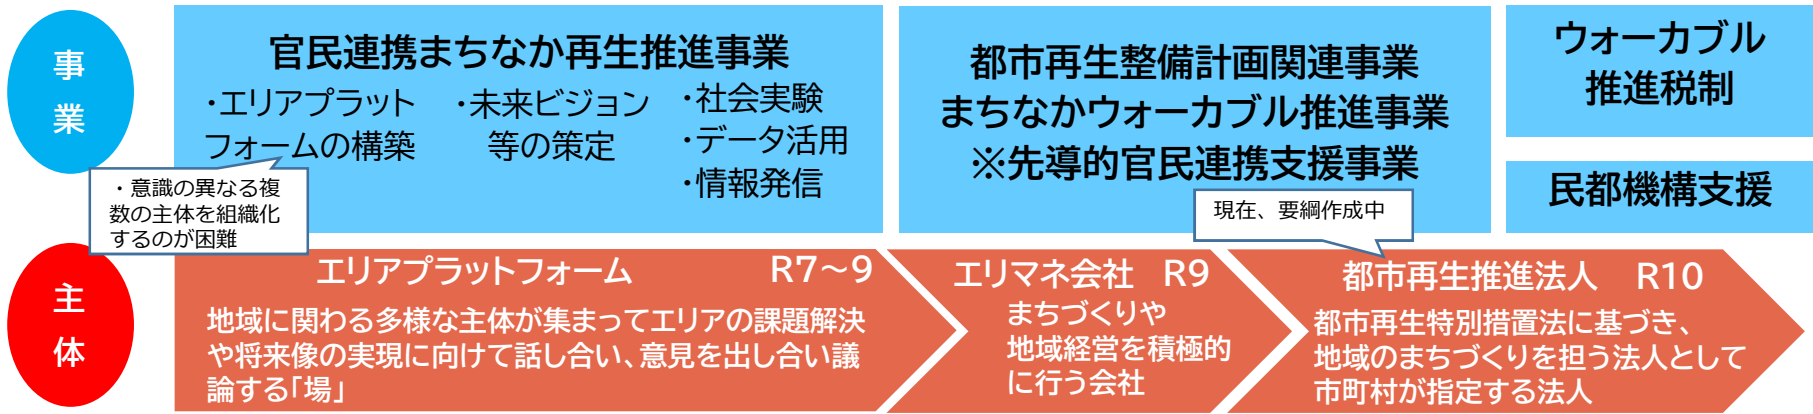 事
業
官民連携まちなか再生推進事業
・エリアプラット
フォームの構築
・未来ビジョン
等の策定
・社会実験
・データ活用
・情報発信
・意識の異なる複
数の主体を組織化
するのが困難
都市再生整備計画関連事業
まちなかウォーカブル推進事業
※先導的官民連携支援事業
現在、要綱作成中
ウォーカブル
推進税制
民都機構支援
主
体
エリアプラットフォーム R7~9
地域に関わる多様な主体が集まってエリアの課題解決
や将来像の実現に向けて話し合い、意見を出し合い議
論する「場」
エリマネ会社 R9
まちづくりや
地域経営を積極的
に行う会社
都市再生推進法人 R10
都市再生特別措置法に基づき、
地域のまちづくりを担う法人として
市町村が指定する法人